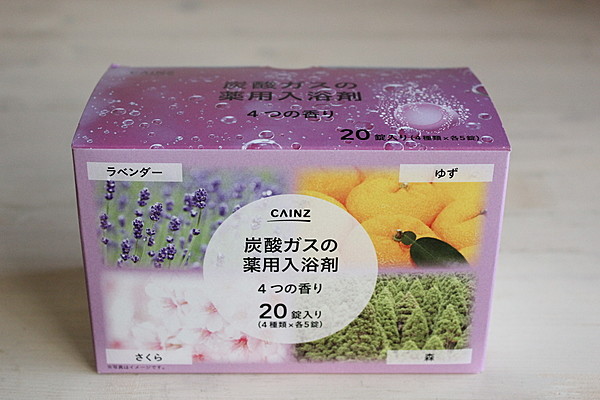 CAINZ
炭酸ガスの
薬用入浴剤
4つの香り
20錠入り(4種類×各5錠)
ラベンダー
ゆず
CAINZ
炭酸ガスの
薬用入浴剤
4つの香り
20錠入り
(4種類×各5錠)
さくら
森
※写真はイメージです。